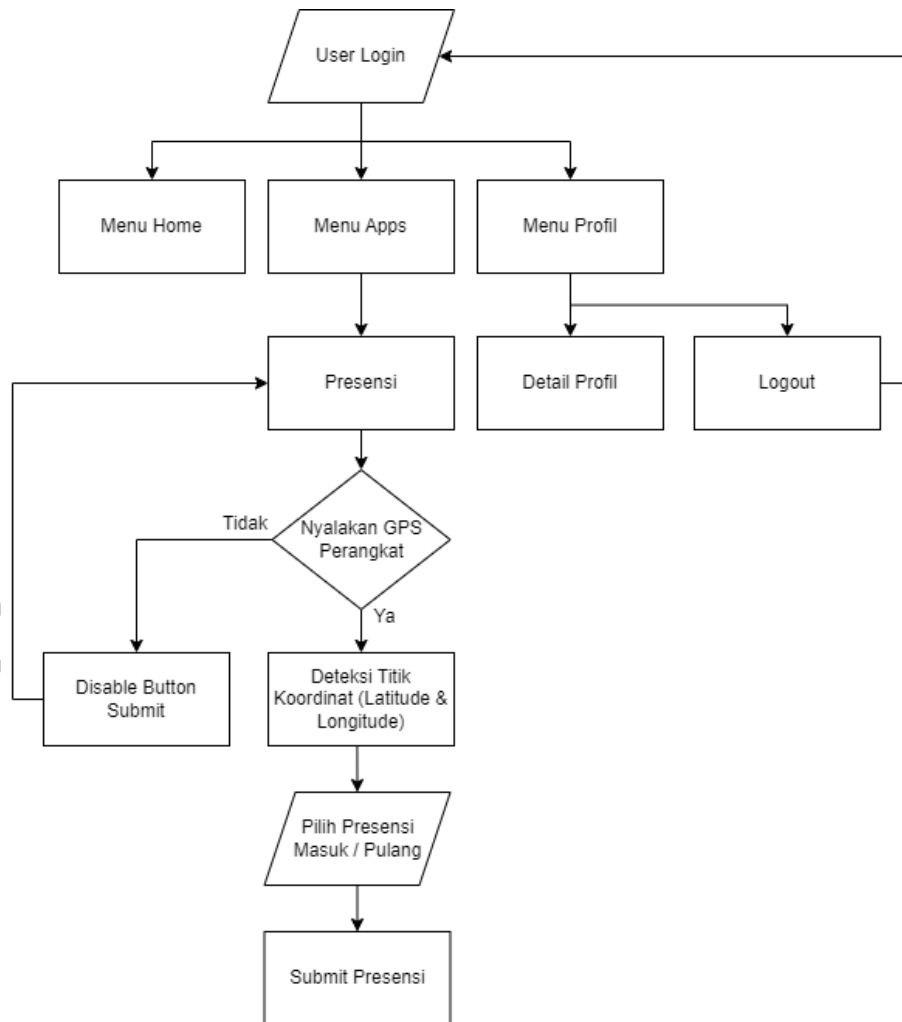 User Login
Menu Home
Menu Apps
Menu Profil
Presensi
Detail Profil
Logout
Tidak
Nyalakan GPS
Perangkat
Ya
Disable Button
Submit
Deteksi Titik
Koordinat (Latitude &
Longitude)
Pilih Presensi
Masuk / Pulang
Submit Presensi